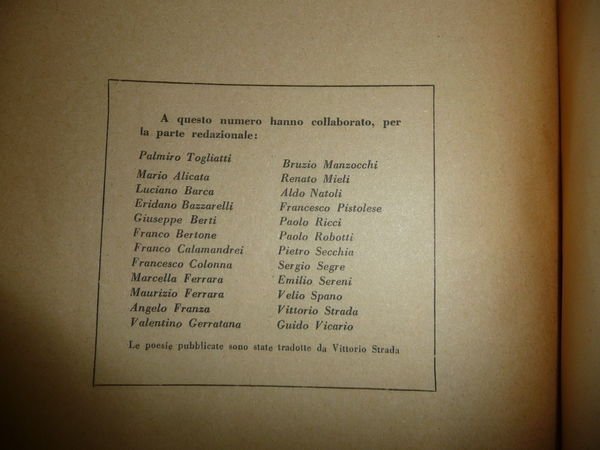 A questo numero hanno collaborato, per
la parte redazionale:
Palmiro Togliatti
Mario Alicata
Luciano Barca
Eridano Bazzarelli
Giuseppe Berti
Franco Bertone
Franco Calamandrei
Francesco Colonna
Marcella Ferrara
Maurizio Ferrara
Angelo Franza
Valentino Gerratana
Bruzio Manzocchi
Renato Mieli
Aldo Natoli
Francesco Pistolese
Paolo Ricci
Paolo Robotti
Pietro Secchia
Sergio Segre
Emilio Sereni
Velio Spano
Vittorio Strada
Guido Vicario
Le poesie pubblicate sono state tradotte da Vittorio Strada